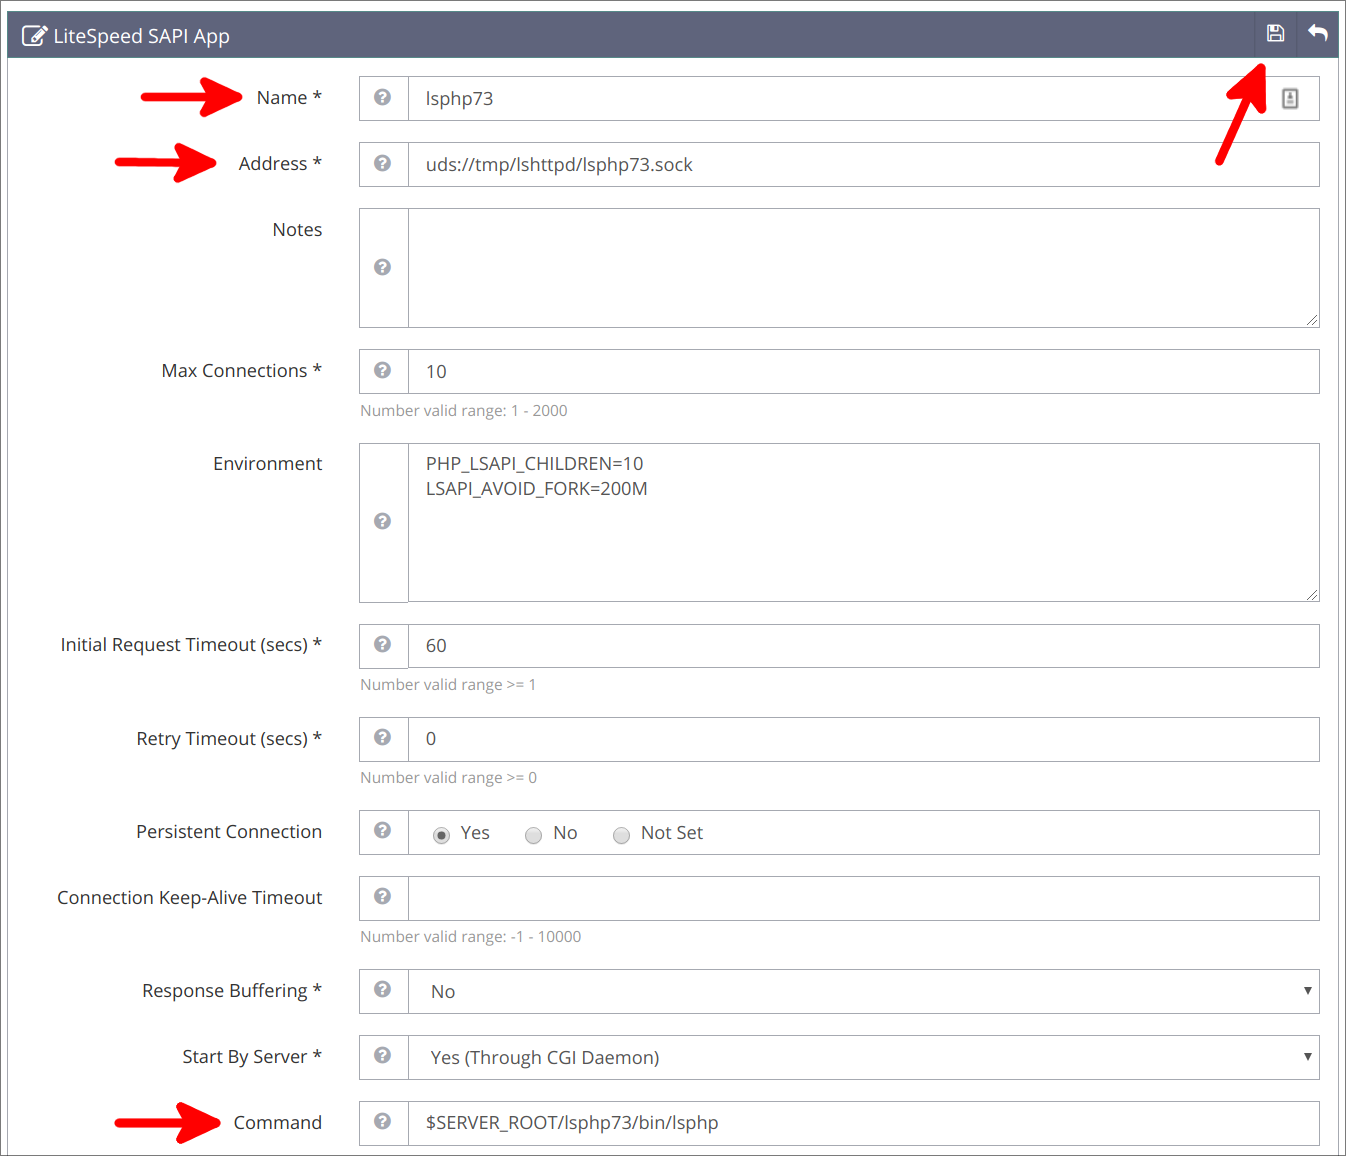 LiteSpeed SAPI App
Name * lsphp73
Address * uds://tmp/lshttpd/lsphp73.sock
Notes
Max Connections * 10
Number valid range: 1 - 2000
Environment PHP_LSAPI_CHILDREN=10
LSAPI_AVOID_FORK=200M
Initial Request Timeout (secs) * 60
Number valid range >= 1
Retry Timeout (secs) * 0
Number valid range >= 0
Persistent Connection Yes No Not Set
Connection Keep-Alive Timeout
Number valid range: -1 - 10000
Response Buffering * No
Start By Server * Yes (Through CGI Daemon)
Command $SERVER_ROOT/lsphp73/bin/lsphp